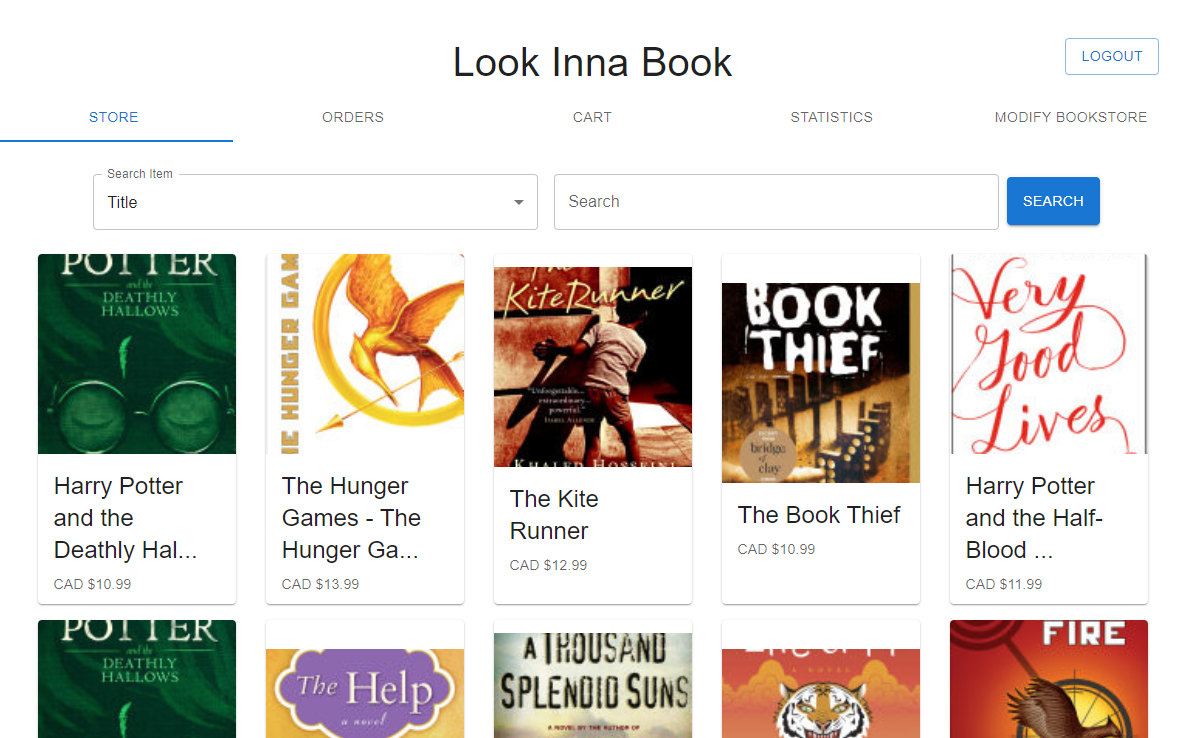 Look Inna Book
LOGOUT
STORE
ORDERS
CART
STATISTICS
MODIFY BOOKSTORE
Search Item
Title
Search
SEARCH
POTTER
and the
DEATHLY
HALLOWS
Harry Potter
and the
Deathly Hal...
CAD $10.99
HUNGER GAM
The Hunger
Games - The
Hunger Ga...
CAD $13.99
The
Kite Runner
"Unforgettable...
extraordinary...
powerful."
ISABEL ALLENDE
KHALED HOSSEINI
The Kite
Runner
CAD $12.99
BOOK
THIEF
bridge
of
clay
The Book Thief
CAD $10.99
Very
Good
Lives
Harry Potter
and the Half-
Blood ...
CAD $11.99
POTTER
and the
DEATHLY
HALLOWS
The Help
a novel
A THOUSAND
SPLENDID SUNS
A NOVEL BY THE AUTHOR OF
A NOVEL
FIRE